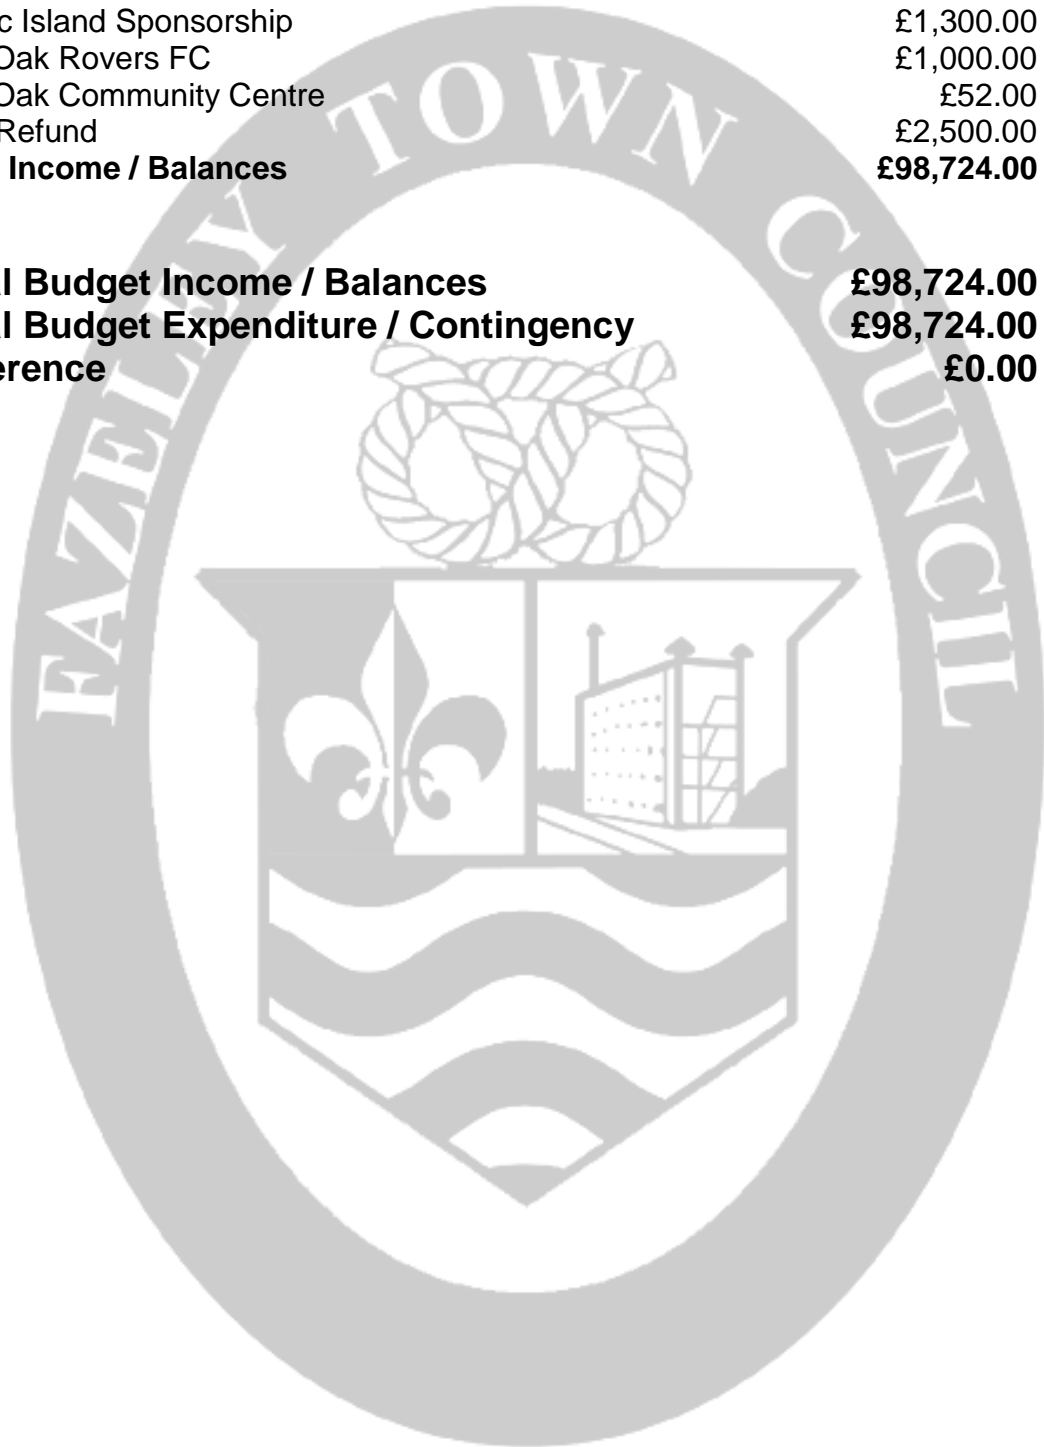 c Island Sponsorship £1,300.00
Oak Rovers FC £1,000.00
Oak Community Centre £52.00
Refund £2,500.00
Income / Balances £98,724.00
l Budget Income / Balances £98,724.00
l Budget Expenditure / Contingency £98,724.00
erence £0.00
FAZELEY TOWN COUNCIL